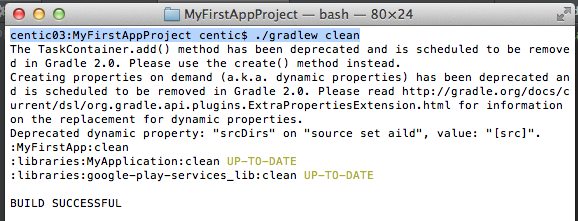 MyFirstAppProject — bash — 80×24
centic03:MyFirstAppProject centic$ ./gradlew clean
The TaskContainer.add() method has been deprecated and is scheduled to be remove
d in Gradle 2.0. Please use the create() method instead.
Creating properties on demand (a.k.a. dynamic properties) has been deprecated an
d is scheduled to be removed in Gradle 2.0. Please read http://gradle.org/docs/c
urrent/dsl/org.gradle.api.plugins.ExtraPropertiesExtension.html for information
on the replacement for dynamic properties.
Deprecated dynamic property: "srcDirs" on "source set aild", value: "[src]".
:MyFirstApp:clean
:libraries:MyApplication:clean UP-TO-DATE
:libraries:google-play-services_lib:clean UP-TO-DATE
BUILD SUCCESSFUL